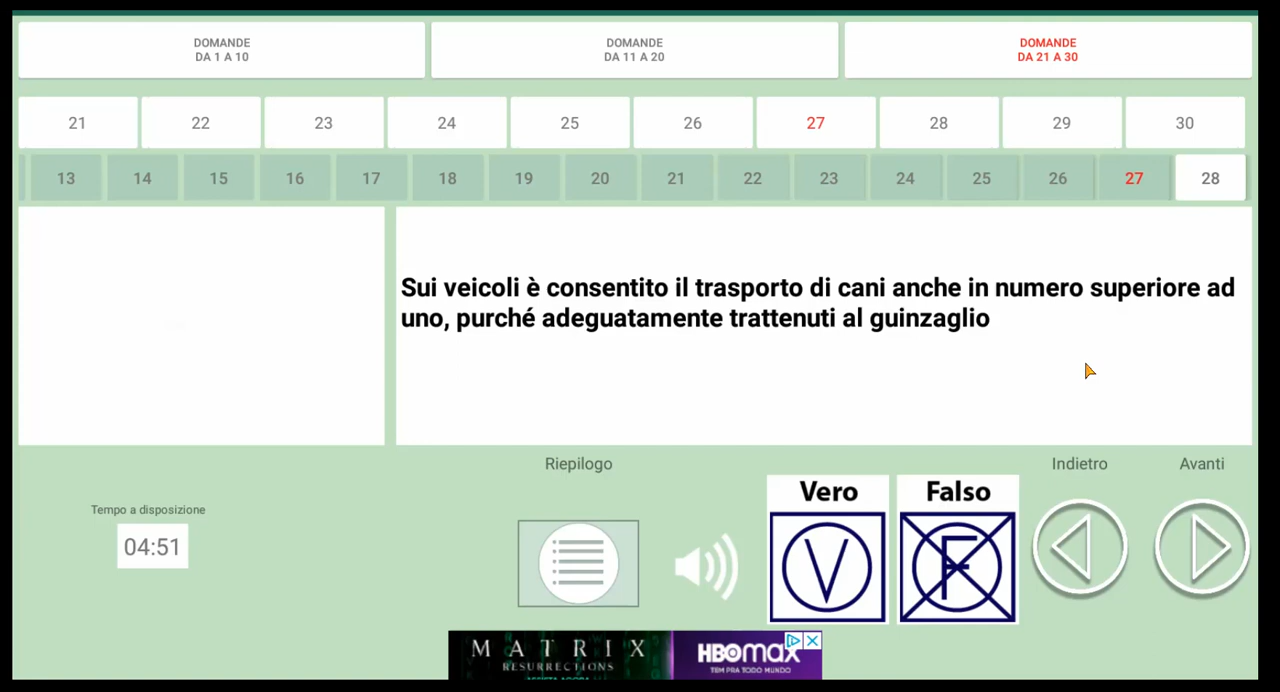 DOMANDE
DA 1 A 10
DOMANDE
DA 11 A 20
DOMANDE
DA 21 A 30
21 22 23 24 25 26 27 28 29 30
13 14 15 16 17 18 19 20 21 22 23 24 25 26 27 28
Sui veicoli è consentito il trasporto di cani anche in numero superiore ad
uno, purché adeguatamente trattenuti al guinzaglio
Riepilogo
Indietro
Avanti
Vero
Falso
V
F
Tempo a disposizione
04:51
MATRIX
RESURRECTIONS
ASSISTA AGORA
HBOmax
TEM PRA TODO MUNDO